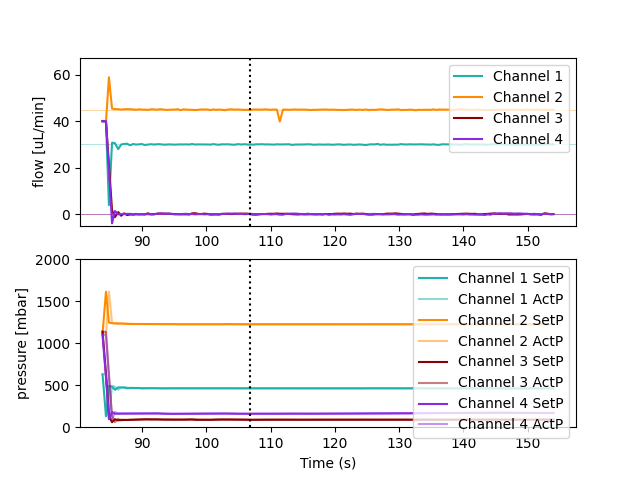 60
40
20
0
flow [uL/min]
Channel 1
Channel 2
Channel 3
Channel 4
90 100 110 120 130 140 150
2000
1500
1000
500
0
pressure [mbar]
Channel 1 SetP
Channel 1 ActP
Channel 2 SetP
Channel 2 ActP
Channel 3 SetP
Channel 3 ActP
Channel 4 SetP
Channel 4 ActP
90 100 110 120 130 140 150
Time (s)